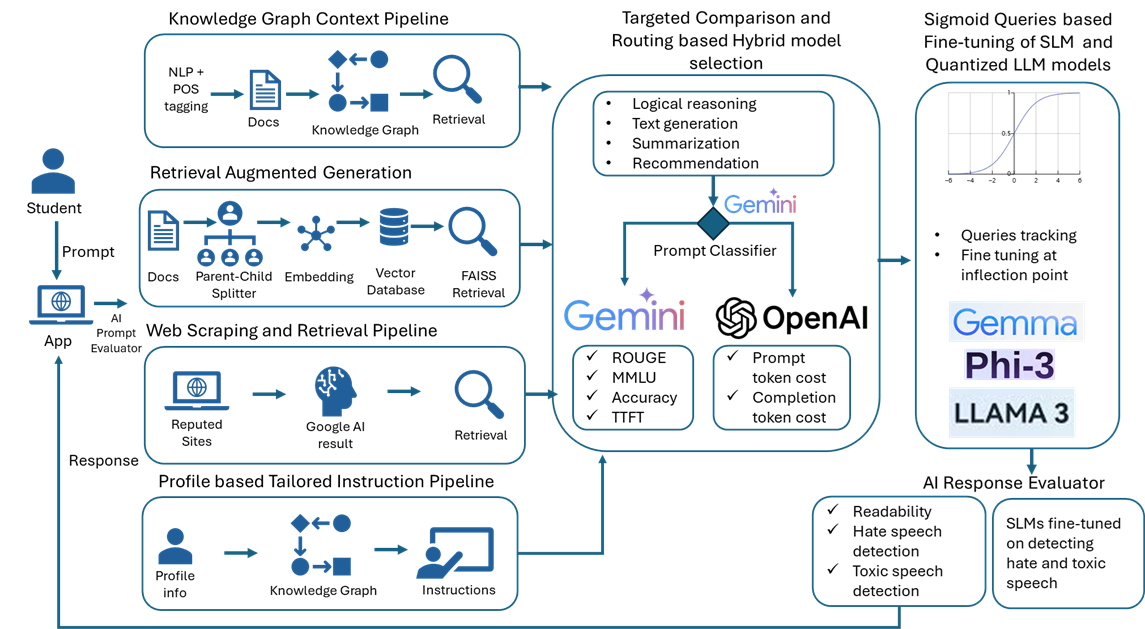 Knowledge Graph Context Pipeline
NLP +
POS
tagging
Docs
Knowledge Graph
Retrieval
Student
Prompt
App
AI
Prompt
Evaluator
Retrieval Augmented Generation
Docs
Parent-Child
Splitter
Embedding
Vector
Database
FAISS
Retrieval
Web Scraping and Retrieval Pipeline
Reputed
Sites
Google AI
result
Retrieval
Response
Profile based Tailored Instruction Pipeline
Profile
info
Knowledge Graph
Instructions
Targeted Comparison and
Routing based Hybrid model
selection
• Logical reasoning
• Text generation
• Summarization
• Recommendation
Gemini
Prompt Classifier
Gemini
OpenAI
✓ ROUGE
✓ MMLU
✓ Accuracy
✓ TTFT
✓ Prompt
token cost
✓ Completion
token cost
Sigmoid Queries based
Fine-tuning of SLM and
Quantized LLM models
1
0.5
−6 −4 −2 0 2 4 6
• Queries tracking
• Fine tuning at
inflection point
Gemma
Phi-3
LLAMA 3
AI Response Evaluator
✓ Readability
✓ Hate speech
detection
✓ Toxic speech
detection
SLMs fine-tuned
on detecting
hate and toxic
speech